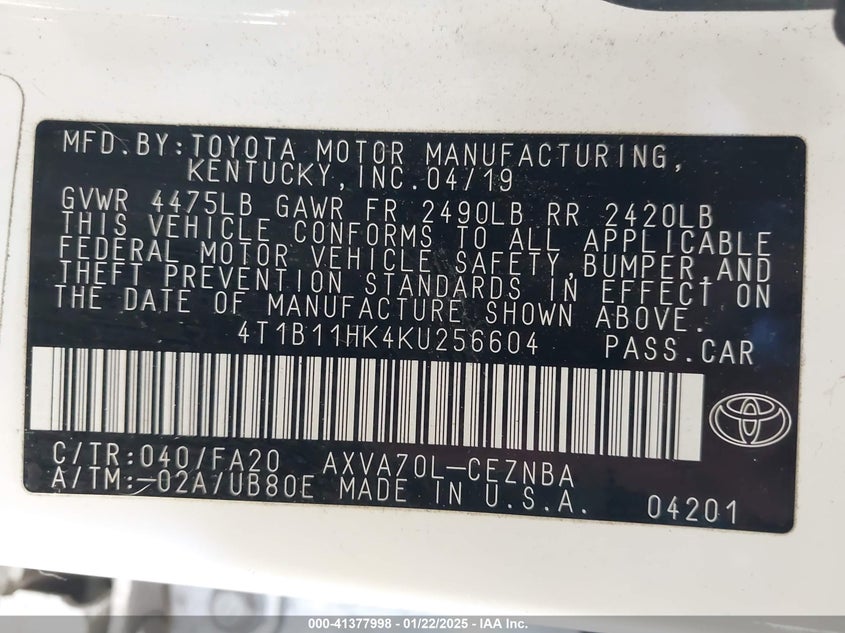 MFD.BY:TOYOTA MOTOR MANUFACTURING,
KENTUCKY,INC.04/19
GVWR 4475LB GAWR FR 2490LB RR 2420LB
THIS VEHICLE CONFORMS TO ALL APPLICABLE
FEDERAL MOTOR VEHICLE SAFETY,BUMPER,AND
THEFT PREVENTION STANDARDS IN EFFECT ON
THE DATE OF MANUFACTURE SHOWN ABOVE.
4T1B11HK4KU256604 PASS.CAR
C/TR:040/FA20 AXVA70L-CEZNBA
A/TM:-02A/UB80E MADE IN U.S.A. 04201
000-41377998 - 01/22/2025 - IAA Inc.